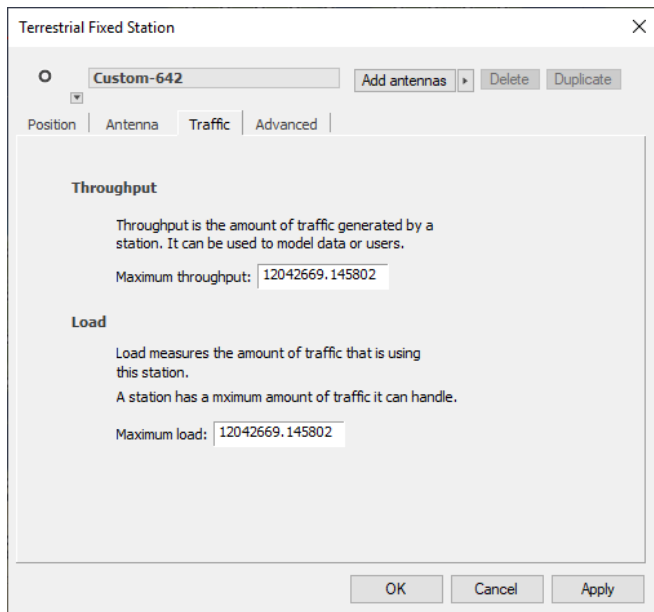 Terrestrial Fixed Station
Custom-642
Add antennas
Delete
Duplicate
Position
Antenna
Traffic
Advanced
Throughput
Throughput is the amount of traffic generated by a
station. It can be used to model data or users.
Maximum throughput: 12042669.145802
Load
Load measures the amount of traffic that is using
this station.
A station has a mximum amount of traffic it can handle.
Maximum load: 12042669.145802
OK
Cancel
Apply